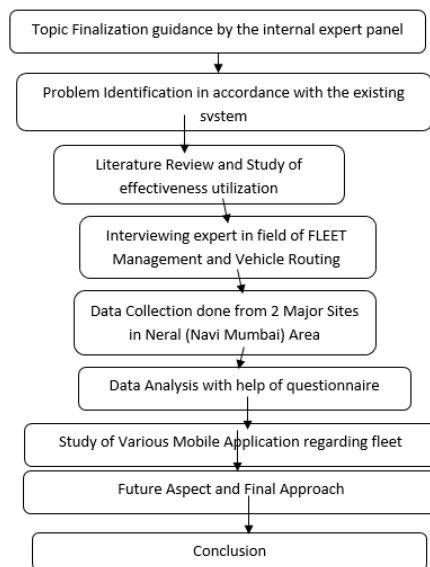 Topic Finalization guidance by the internal expert panel
Problem Identification in accordance with the existing
system
Literature Review and Study of
effectiveness utilization
Interviewing expert in field of FLEET
Management and Vehicle Routing
Data Collection done from 2 Major Sites
in Neral (Navi Mumbai) Area
Data Analysis with help of questionnaire
Study of Various Mobile Application regarding fleet
Future Aspect and Final Approach
Conclusion